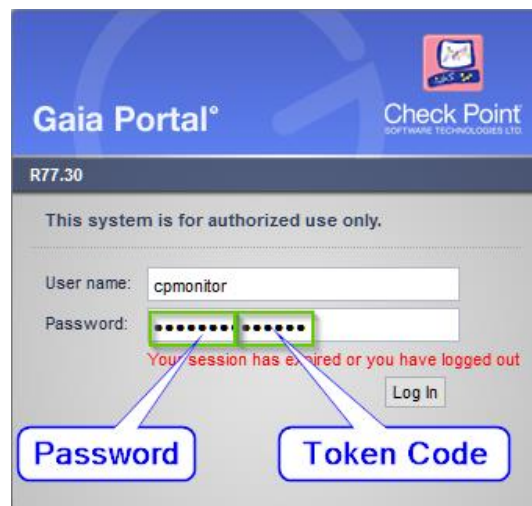 Gaia Portal°
Check Point
SOFTWARE TECHNOLOGIES LTD.
R77.30
This system is for authorized use only.
User name: cpmonitor
Password: ••••••••••••••
Your session has expired or you have logged out
Log In
Password
Token Code